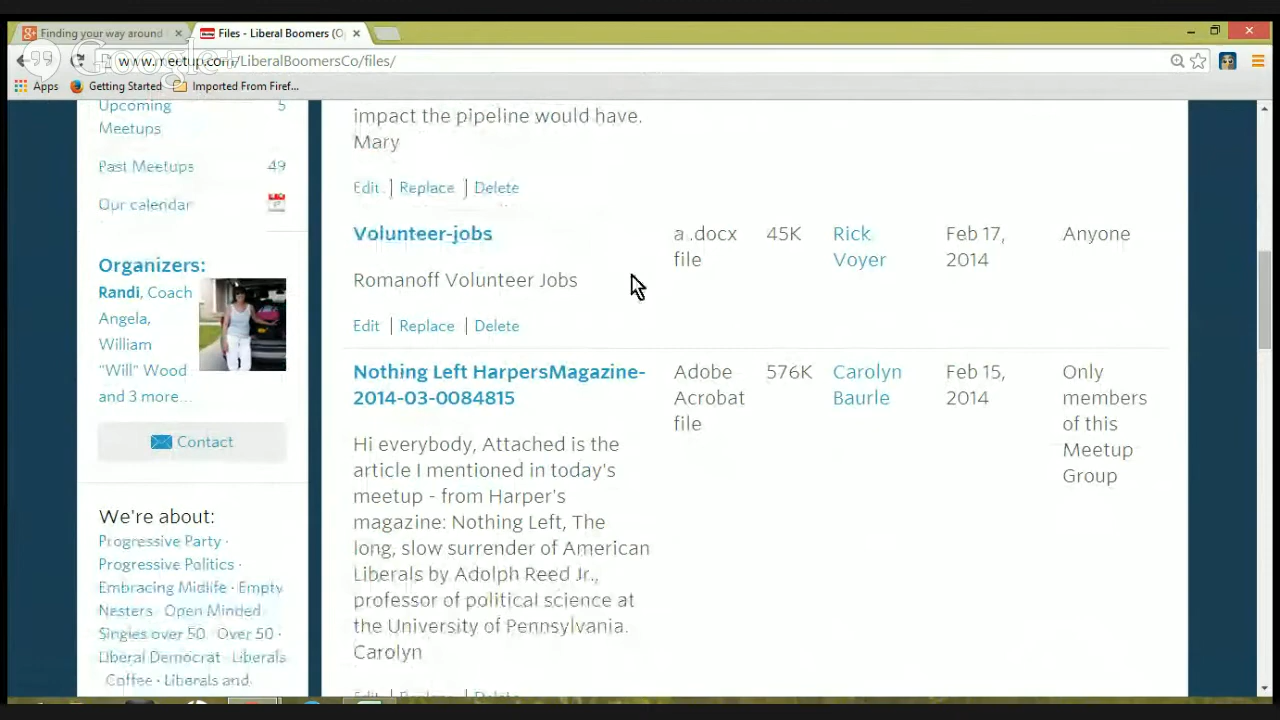 Finding your way around
Files - Liberal Boomers (O
Google+
www.meetup.com/LiberalBoomersCo/files/
Apps
Getting Started
Imported From Firef...
Upcoming 5
Meetups
Past Meetups 49
Our calendar
Organizers:
Randi, Coach
Angela,
William
"Will" Wood
and 3 more...
Contact
We're about:
Progressive Party ·
Progressive Politics ·
Embracing Midlife · Empty
Nesters · Open Minded
Singles over 50 · Over 50 ·
Liberal Democrat · Liberals
Coffee · Liberals and
impact the pipeline would have.
Mary
Edit | Replace | Delete
Volunteer-jobs
a .docx
file
45K
Rick
Voyer
Feb 17,
2014
Anyone
Romanoff Volunteer Jobs
Edit | Replace | Delete
Nothing Left HarpersMagazine-
2014-03-0084815
Adobe
Acrobat
file
576K
Carolyn
Baurle
Feb 15,
2014
Only
members
of this
Meetup
Group
Hi everybody, Attached is the
article I mentioned in today's
meetup - from Harper's
magazine: Nothing Left, The
long, slow surrender of American
Liberals by Adolph Reed Jr.,
professor of political science at
the University of Pennsylvania.
Carolyn
Edit | Replace | Delete